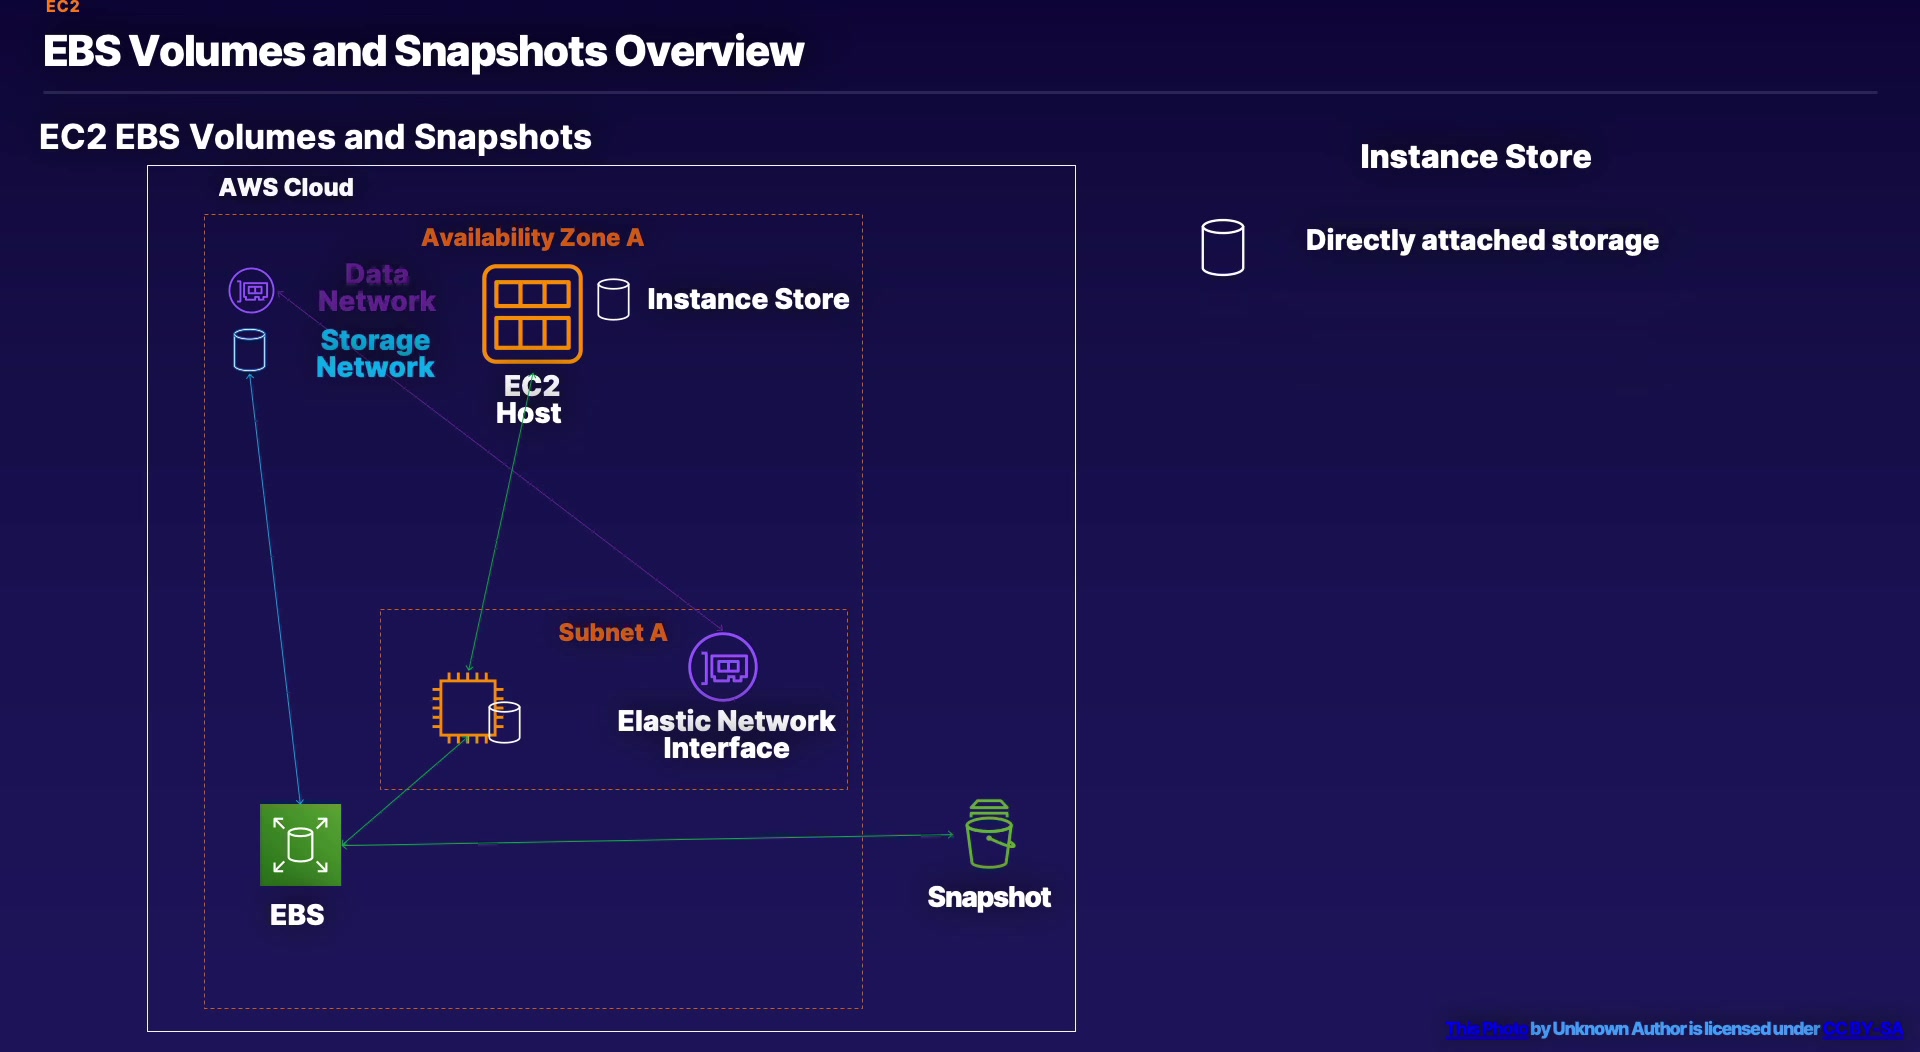 EC2
EBS Volumes and Snapshots Overview
EC2 EBS Volumes and Snapshots
AWS Cloud
Availability Zone A
Data
Network
Storage
Network
Instance Store
EC2
Host
Subnet A
Elastic Network
Interface
EBS
Snapshot
Instance Store
Directly attached storage
This Photo by Unknown Author is licensed under CC BY-SA